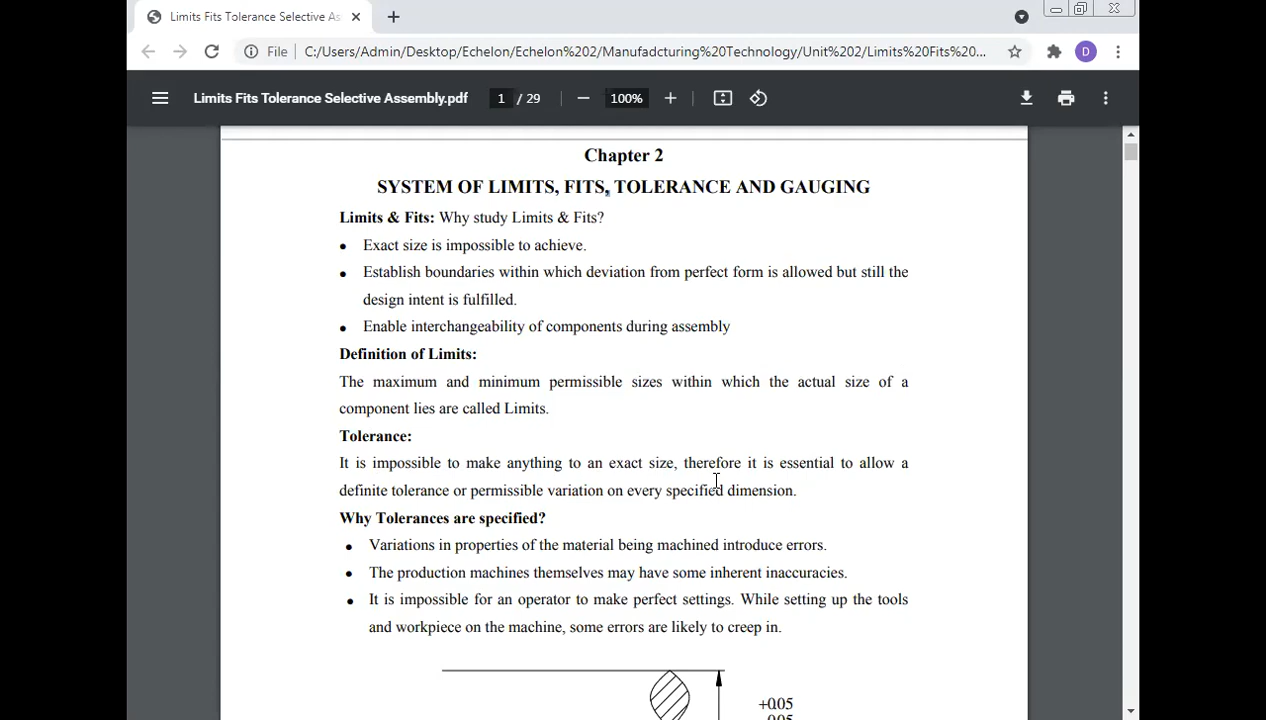 Limits Fits Tolerance Selective As
File C:/Users/Admin/Desktop/Echelon/Echelon%202/Manufadcturing%20Technology/Unit%202/Limits%20Fits%20... D
Limits Fits Tolerance Selective Assembly.pdf 1 / 29 100%
Chapter 2
SYSTEM OF LIMITS, FITS, TOLERANCE AND GAUGING
Limits & Fits: Why study Limits & Fits?
• Exact size is impossible to achieve.
• Establish boundaries within which deviation from perfect form is allowed but still the
design intent is fulfilled.
• Enable interchangeability of components during assembly
Definition of Limits:
The maximum and minimum permissible sizes within which the actual size of a
component lies are called Limits.
Tolerance:
It is impossible to make anything to an exact size, therefore it is essential to allow a
definite tolerance or permissible variation on every specified dimension.
Why Tolerances are specified?
• Variations in properties of the material being machined introduce errors.
• The production machines themselves may have some inherent inaccuracies.
• It is impossible for an operator to make perfect settings. While setting up the tools
and workpiece on the machine, some errors are likely to creep in.
+0.05